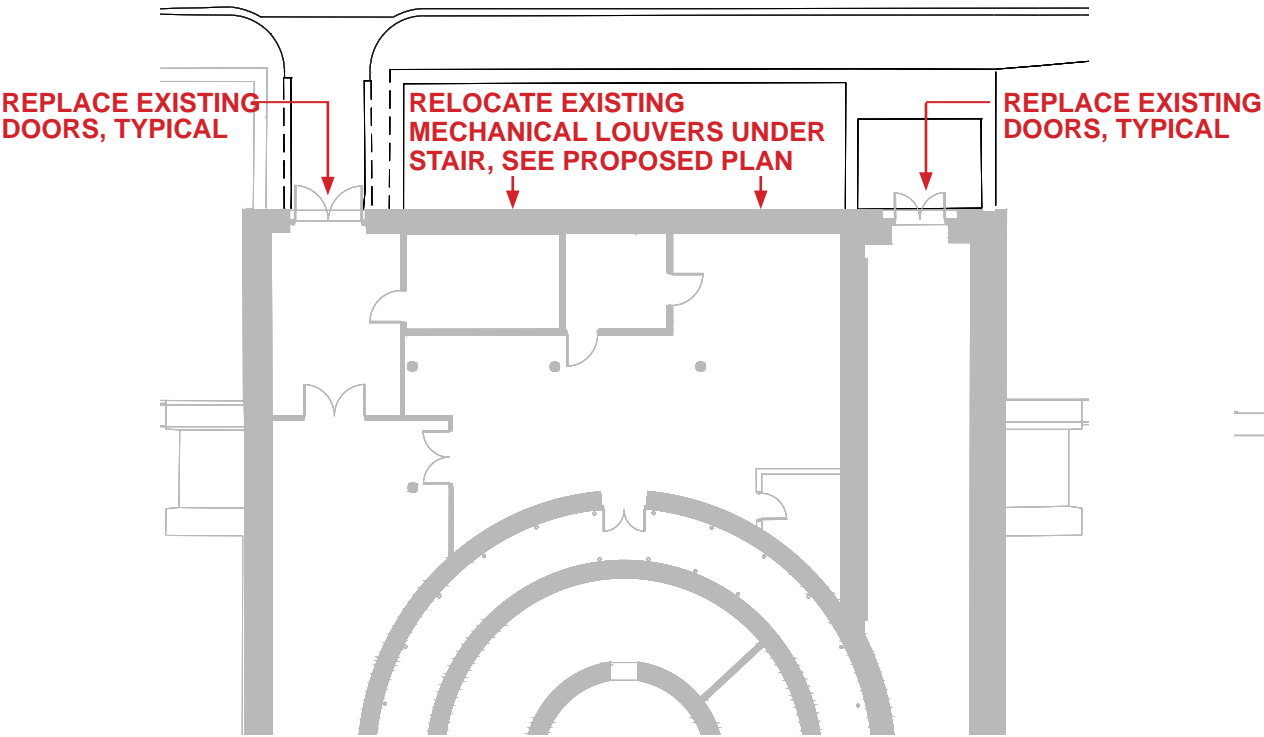 REPLACE EXISTING
DOORS, TYPICAL
RELOCATE EXISTING
MECHANICAL LOUVERS UNDER
STAIR, SEE PROPOSED PLAN
REPLACE EXISTING
DOORS, TYPICAL